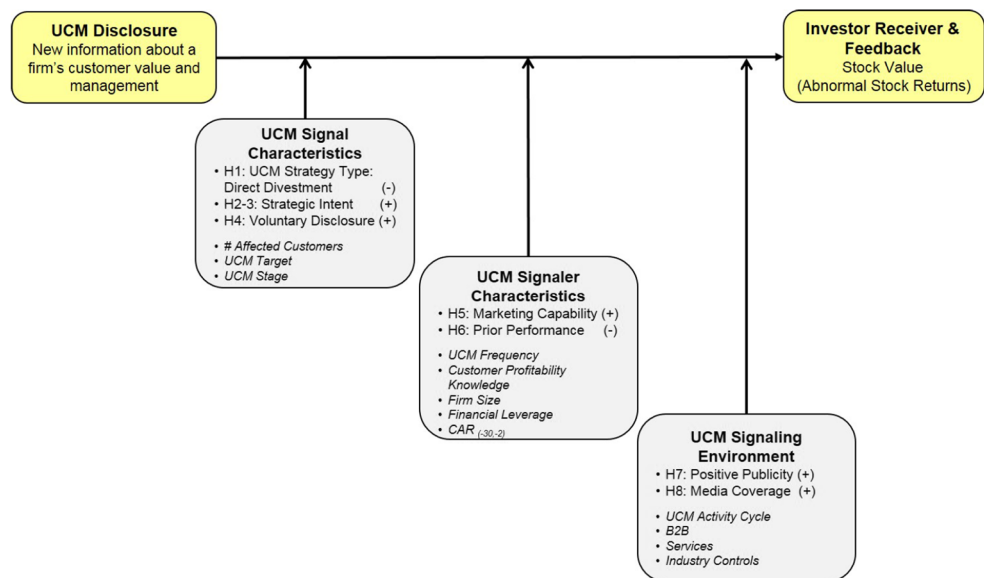 UCM Disclosure
New information about a
firm's customer value and
management
Investor Receiver &
Feedback
Stock Value
(Abnormal Stock Returns)
UCM Signal
Characteristics
• H1: UCM Strategy Type:
Direct Divestment (-)
• H2-3: Strategic Intent (+)
• H4: Voluntary Disclosure (+)
• # Affected Customers
• UCM Target
• UCM Stage
UCM Signaler
Characteristics
• H5: Marketing Capability (+)
• H6: Prior Performance (-)
• UCM Frequency
• Customer Profitability
Knowledge
• Firm Size
• Financial Leverage
• CAR (-30,-2)
UCM Signaling
Environment
• H7: Positive Publicity (+)
• H8: Media Coverage (+)
• UCM Activity Cycle
• B2B
• Services
• Industry Controls